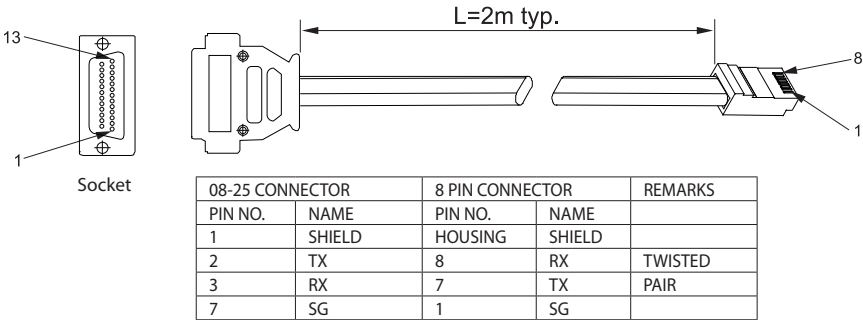 L=2m typ.
13
8
1
1
Socket
08-25 CONNECTOR 8 PIN CONNECTOR REMARKS
PIN NO. NAME PIN NO. NAME
1 SHIELD HOUSING SHIELD
2 TX 8 RX TWISTED
3 RX 7 TX PAIR
7 SG 1 SG